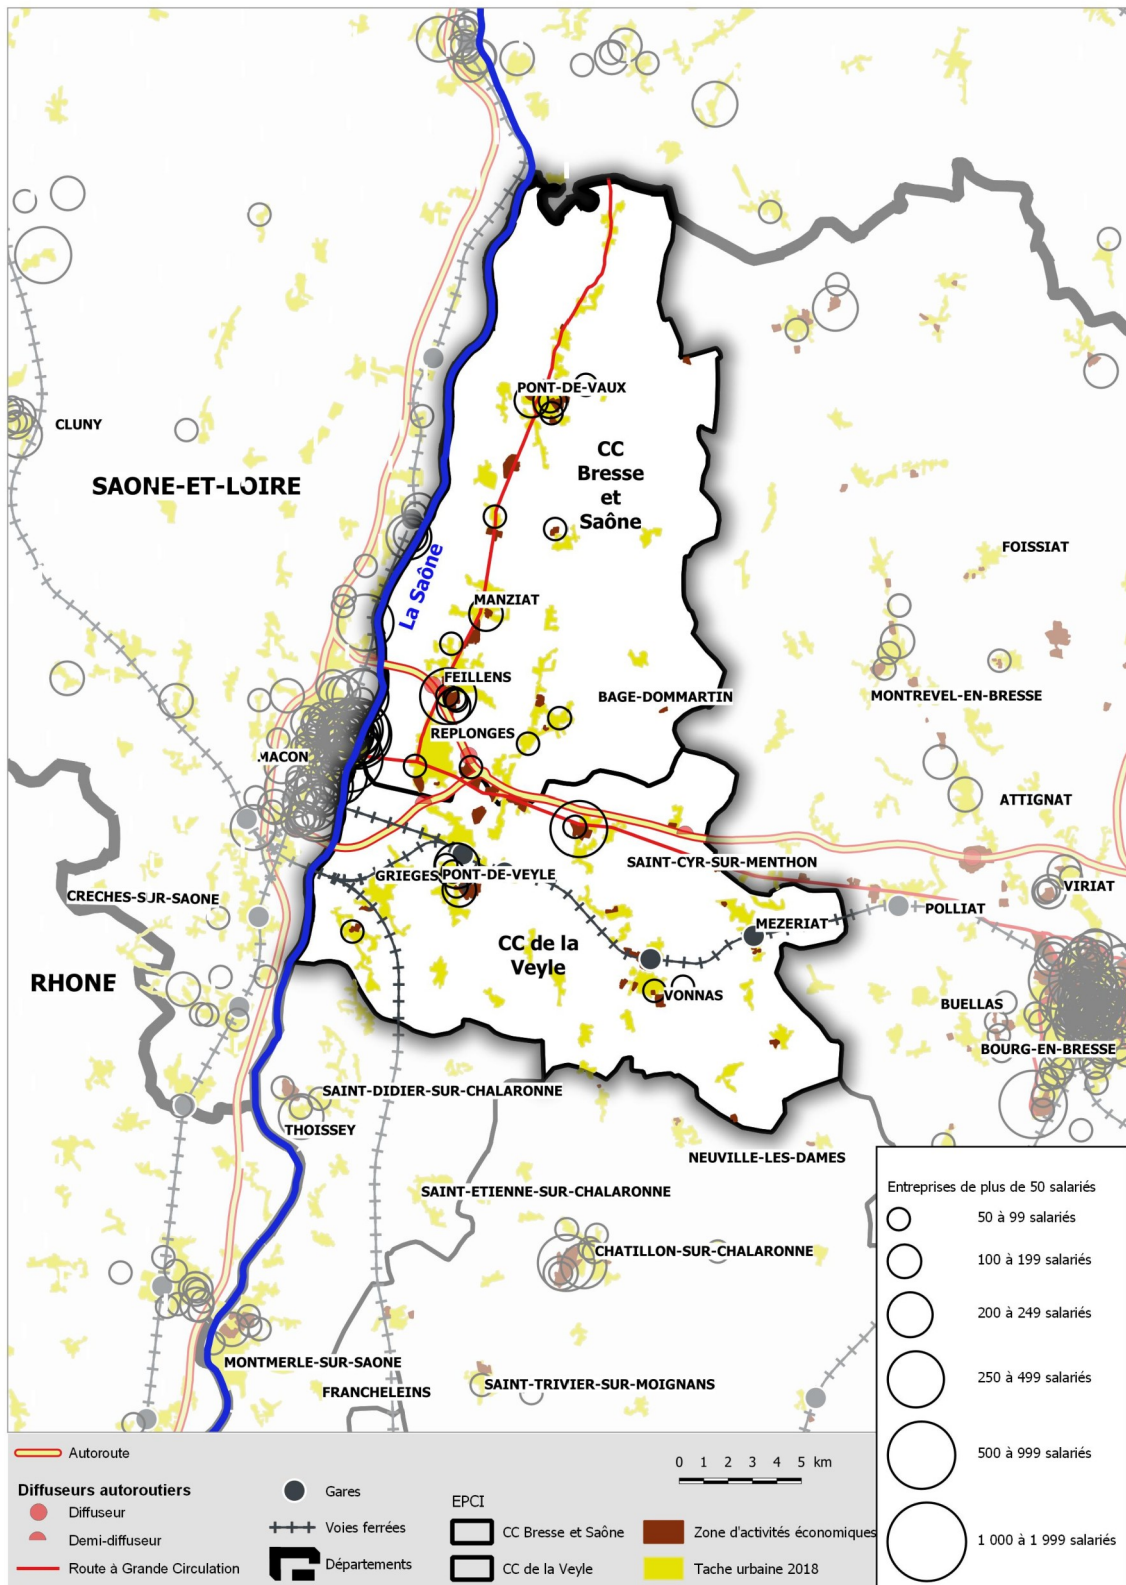 PONT-DE-VAUX
CLUNY
CC
Bresse
et
Saône
SAONE-ET-LOIRE
FOISSIAT
La Saône
MANZIAT
FEILLENS
BAGE-DOMMARTIN
MONTREVEL-EN-BRESSE
REPLONGES
MACON
ATTIGNAT
SAINT-CYR-SUR-MENTHON
GRIEGES
PONT-DE-VEYLE
VIRIAT
CRECHES-SUR-SAONE
POLLIAT
MEZERIAT
CC de la
Veyle
RHONE
VONNAS
BUELLAS
BOURG-EN-BRESSE
SAINT-DIDIER-SUR-CHALARONNE
THOISSEY
NEUVILLE-LES-DAMES
SAINT-ETIENNE-SUR-CHALARONNE
CHATILLON-SUR-CHALARONNE
MONTMERLE-SUR-SAONE
FRANCHELEINS
SAINT-TRIVIER-SUR-MOIGNANS
Entreprises de plus de 50 salariés
50 à 99 salariés
100 à 199 salariés
200 à 249 salariés
250 à 499 salariés
500 à 999 salariés
1 000 à 1 999 salariés
Autoroute
Diffuseurs autoroutiers
Diffuseur
Demi-diffuseur
Route à Grande Circulation
Gares
Voies ferrées
Départements
EPCI
CC Bresse et Saône
CC de la Veyle
0 1 2 3 4 5 km
Zone d'activités économiques
Tache urbaine 2018